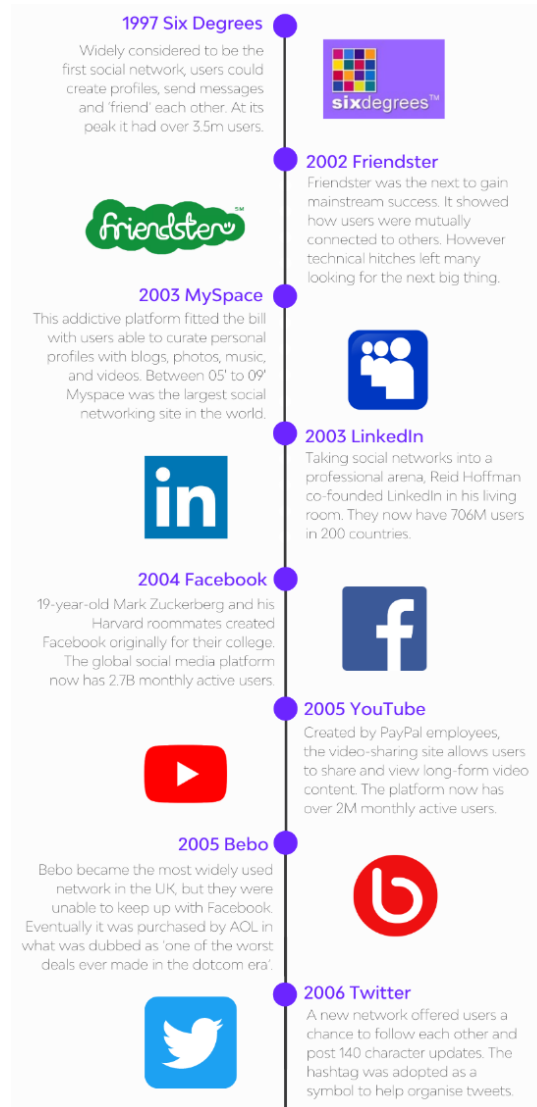 1997 Six Degrees
Widely considered to be the
first social network, users could
create profiles, send messages
and 'friend' each other. At its
peak it had over 3.5m users.
sixdegrees™
2002 Friendster
Friendster was the next to gain
mainstream success. It showed
how users were mutually
connected to others. However
technical hitches left many
looking for the next big thing.
friendster SM
2003 MySpace
This addictive platform fitted the bill
with users able to curate personal
profiles with blogs, photos, music,
and videos. Between 05' to 09'
Myspace was the largest social
networking site in the world.
2003 LinkedIn
Taking social networks into a
professional arena, Reid Hoffman
co-founded LinkedIn in his living
room. They now have 706M users
in 200 countries.
in
2004 Facebook
19-year-old Mark Zuckerberg and his
Harvard roommates created
Facebook originally for their college.
The global social media platform
now has 2.7B monthly active users.
f
2005 YouTube
Created by PayPal employees,
the video-sharing site allows users
to share and view long-form video
content. The platform now has
over 2M monthly active users.
2005 Bebo
Bebo became the most widely used
network in the UK, but they were
unable to keep up with Facebook.
Eventually it was purchased by AOL in
what was dubbed as 'one of the worst
deals ever made in the dotcom era'.
b
2006 Twitter
A new network offered users a
chance to follow each other and
post 140 character updates. The
hashtag was adopted as a
symbol to help organise tweets.